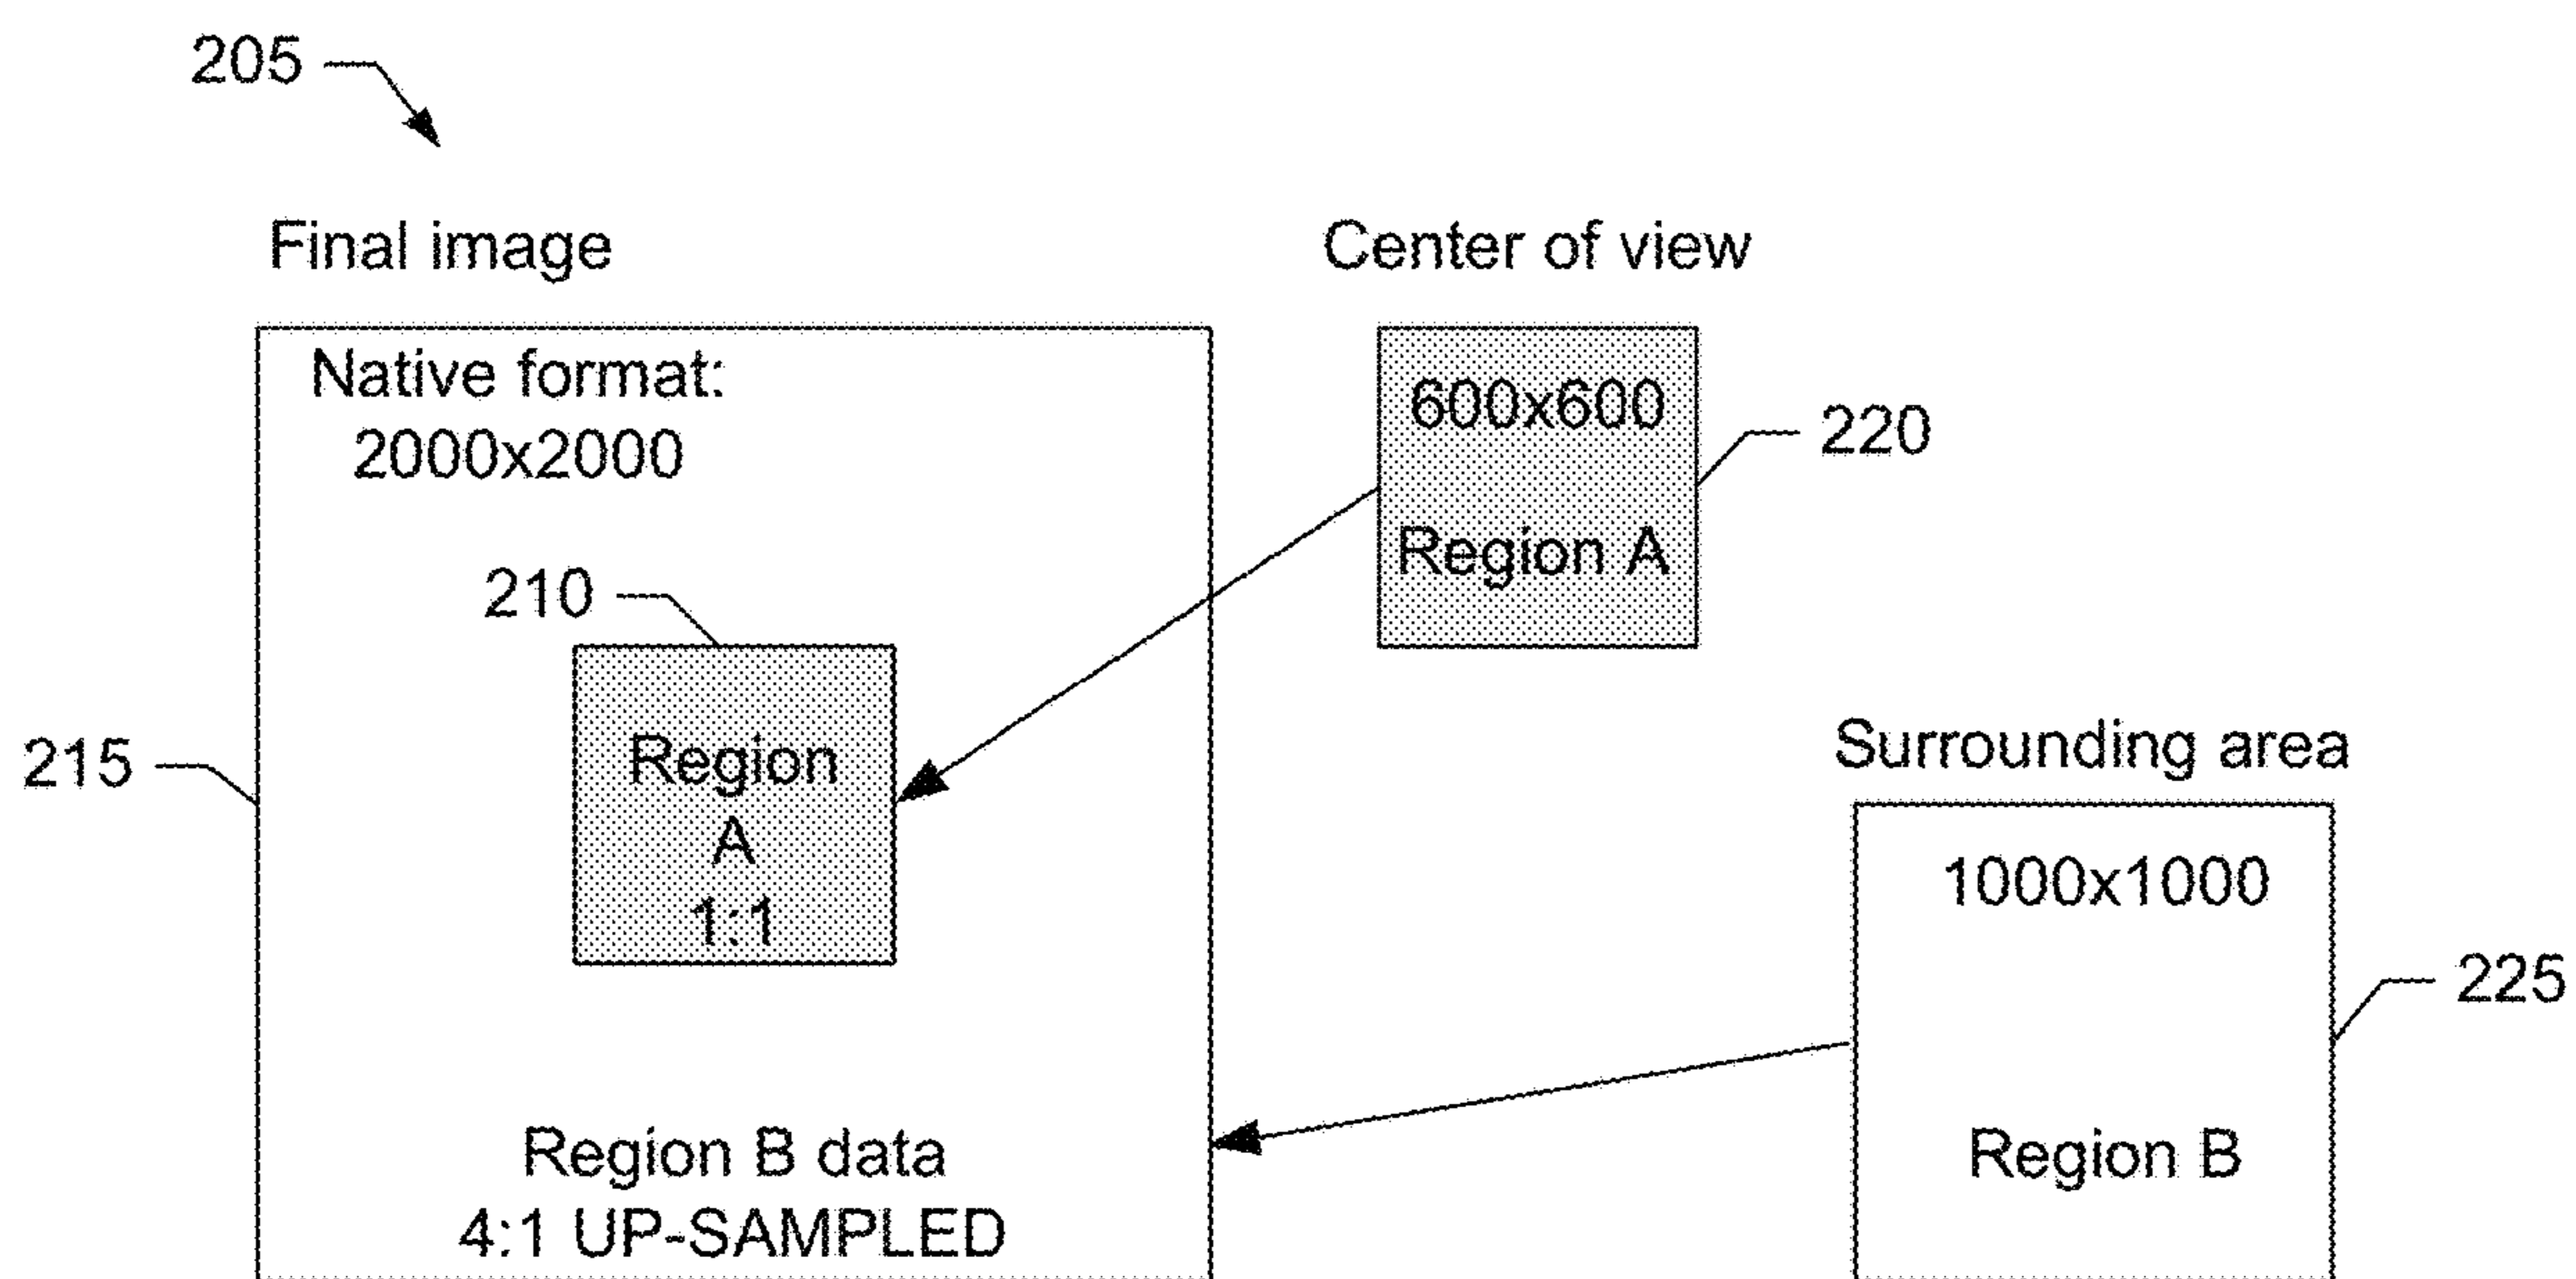 205
Final image
Center of view
Native format:
2000x2000
600x600
220
Region A
210
Region
A
1:1
215
Surrounding area
1000x1000
225
Region B
Region B data
4:1 UP-SAMPLED